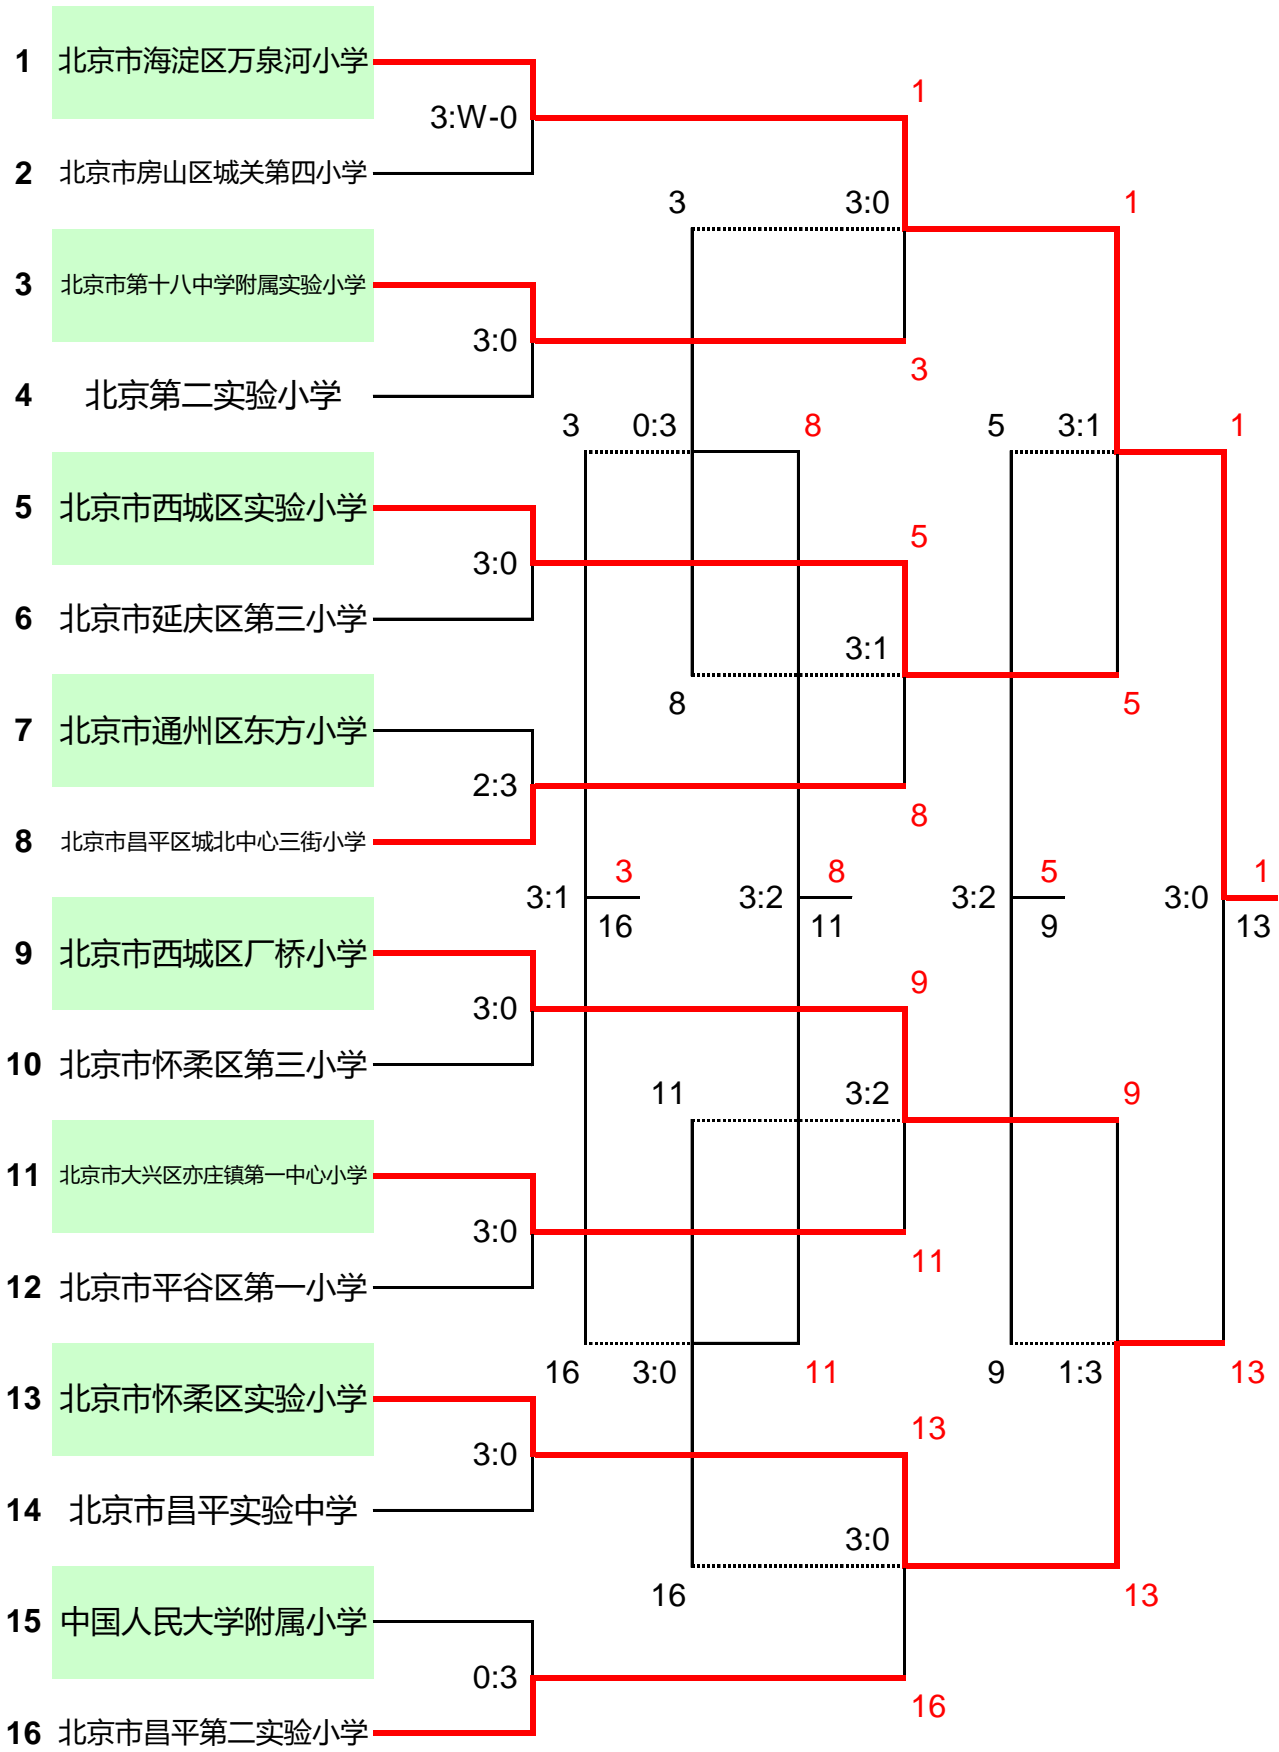 1 北京市海淀区万泉河小学
1
3:W-0
2 北京市房山区城关第四小学
3 3:0 1
3 北京市第十八中学附属实验小学
3:0
3
4 北京第二实验小学
3 0:3 8 5 3:1 1
5 北京市西城区实验小学
5
3:0
6 北京市延庆区第三小学
3:1
8 5
7 北京市通州区东方小学
2:3
8
8 北京市昌平区城北中心三街小学
3 8 5 1
3:1 3:2 3:2 3:0
16 11 9 13
9 北京市西城区厂桥小学
9
3:0
10 北京市怀柔区第三小学
11 3:2 9
11 北京市大兴区亦庄镇第一中心小学
3:0
11
12 北京市平谷区第一小学
16 3:0 11 9 1:3 13
13 北京市怀柔区实验小学
13
3:0
14 北京市昌平实验中学
3:0
16 13
15 中国人民大学附属小学
0:3
16
16 北京市昌平第二实验小学